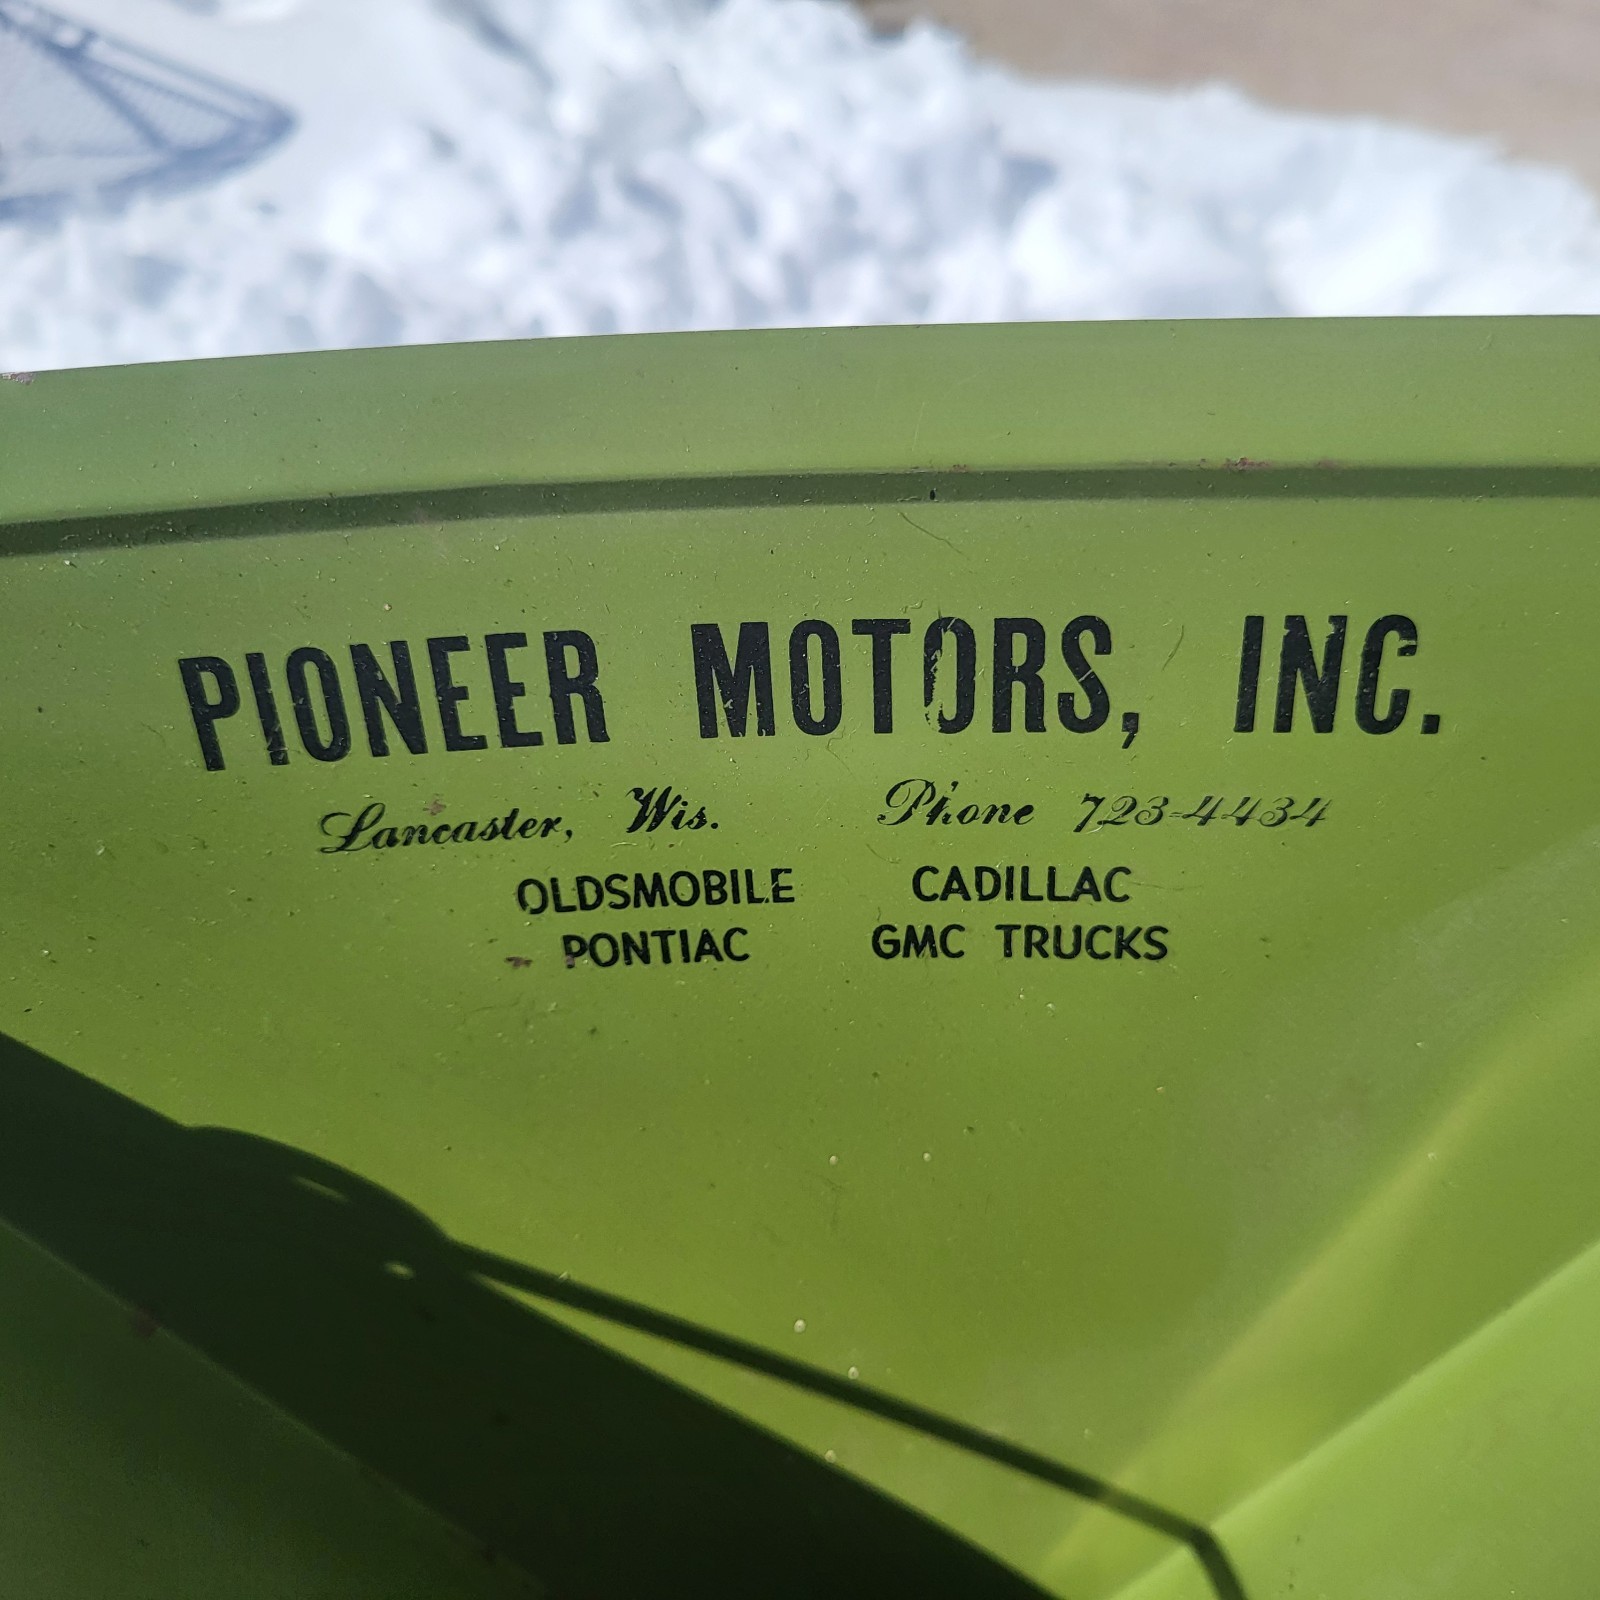 PIONEER MOTORS, INC.
Lancaster, Wis. Phone 723-4434
OLDSMOBILE CADILLAC
PONTIAC GMC TRUCKS